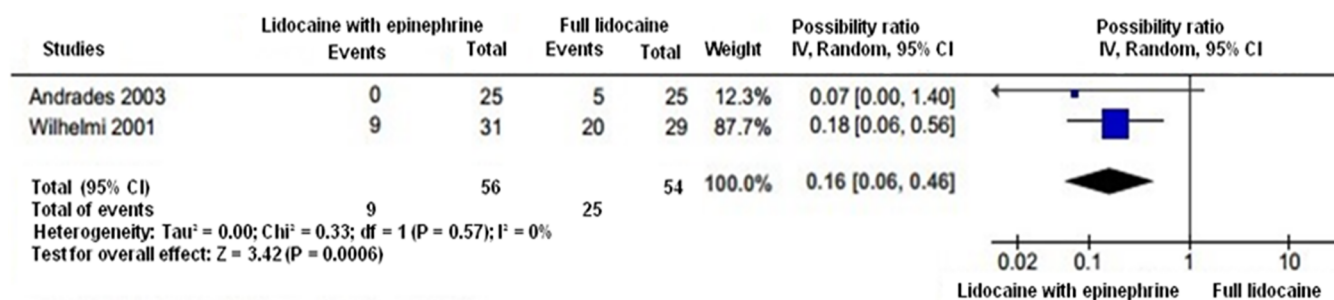 Lidocaine with epinephrine Full lidocaine Possibility ratio Possibility ratio
Studies Events Total Events Total Weight IV, Random, 95% CI IV, Random, 95% CI
Andrades 2003 0 25 5 25 12.3% 0.07 [0.00, 1.40]
Wilhelmi 2001 9 31 20 29 87.7% 0.18 [0.06, 0.56]
Total (95% CI) 56 54 100.0% 0.16 [0.06, 0.46]
Total of events 9 25
Heterogeneity: Tau² = 0.00; Chi² = 0.33; df = 1 (P = 0.57); I² = 0%
Test for overall effect: Z = 3.42 (P = 0.0006)
0.02 0.1 1 10
Lidocaine with epinephrine Full lidocaine